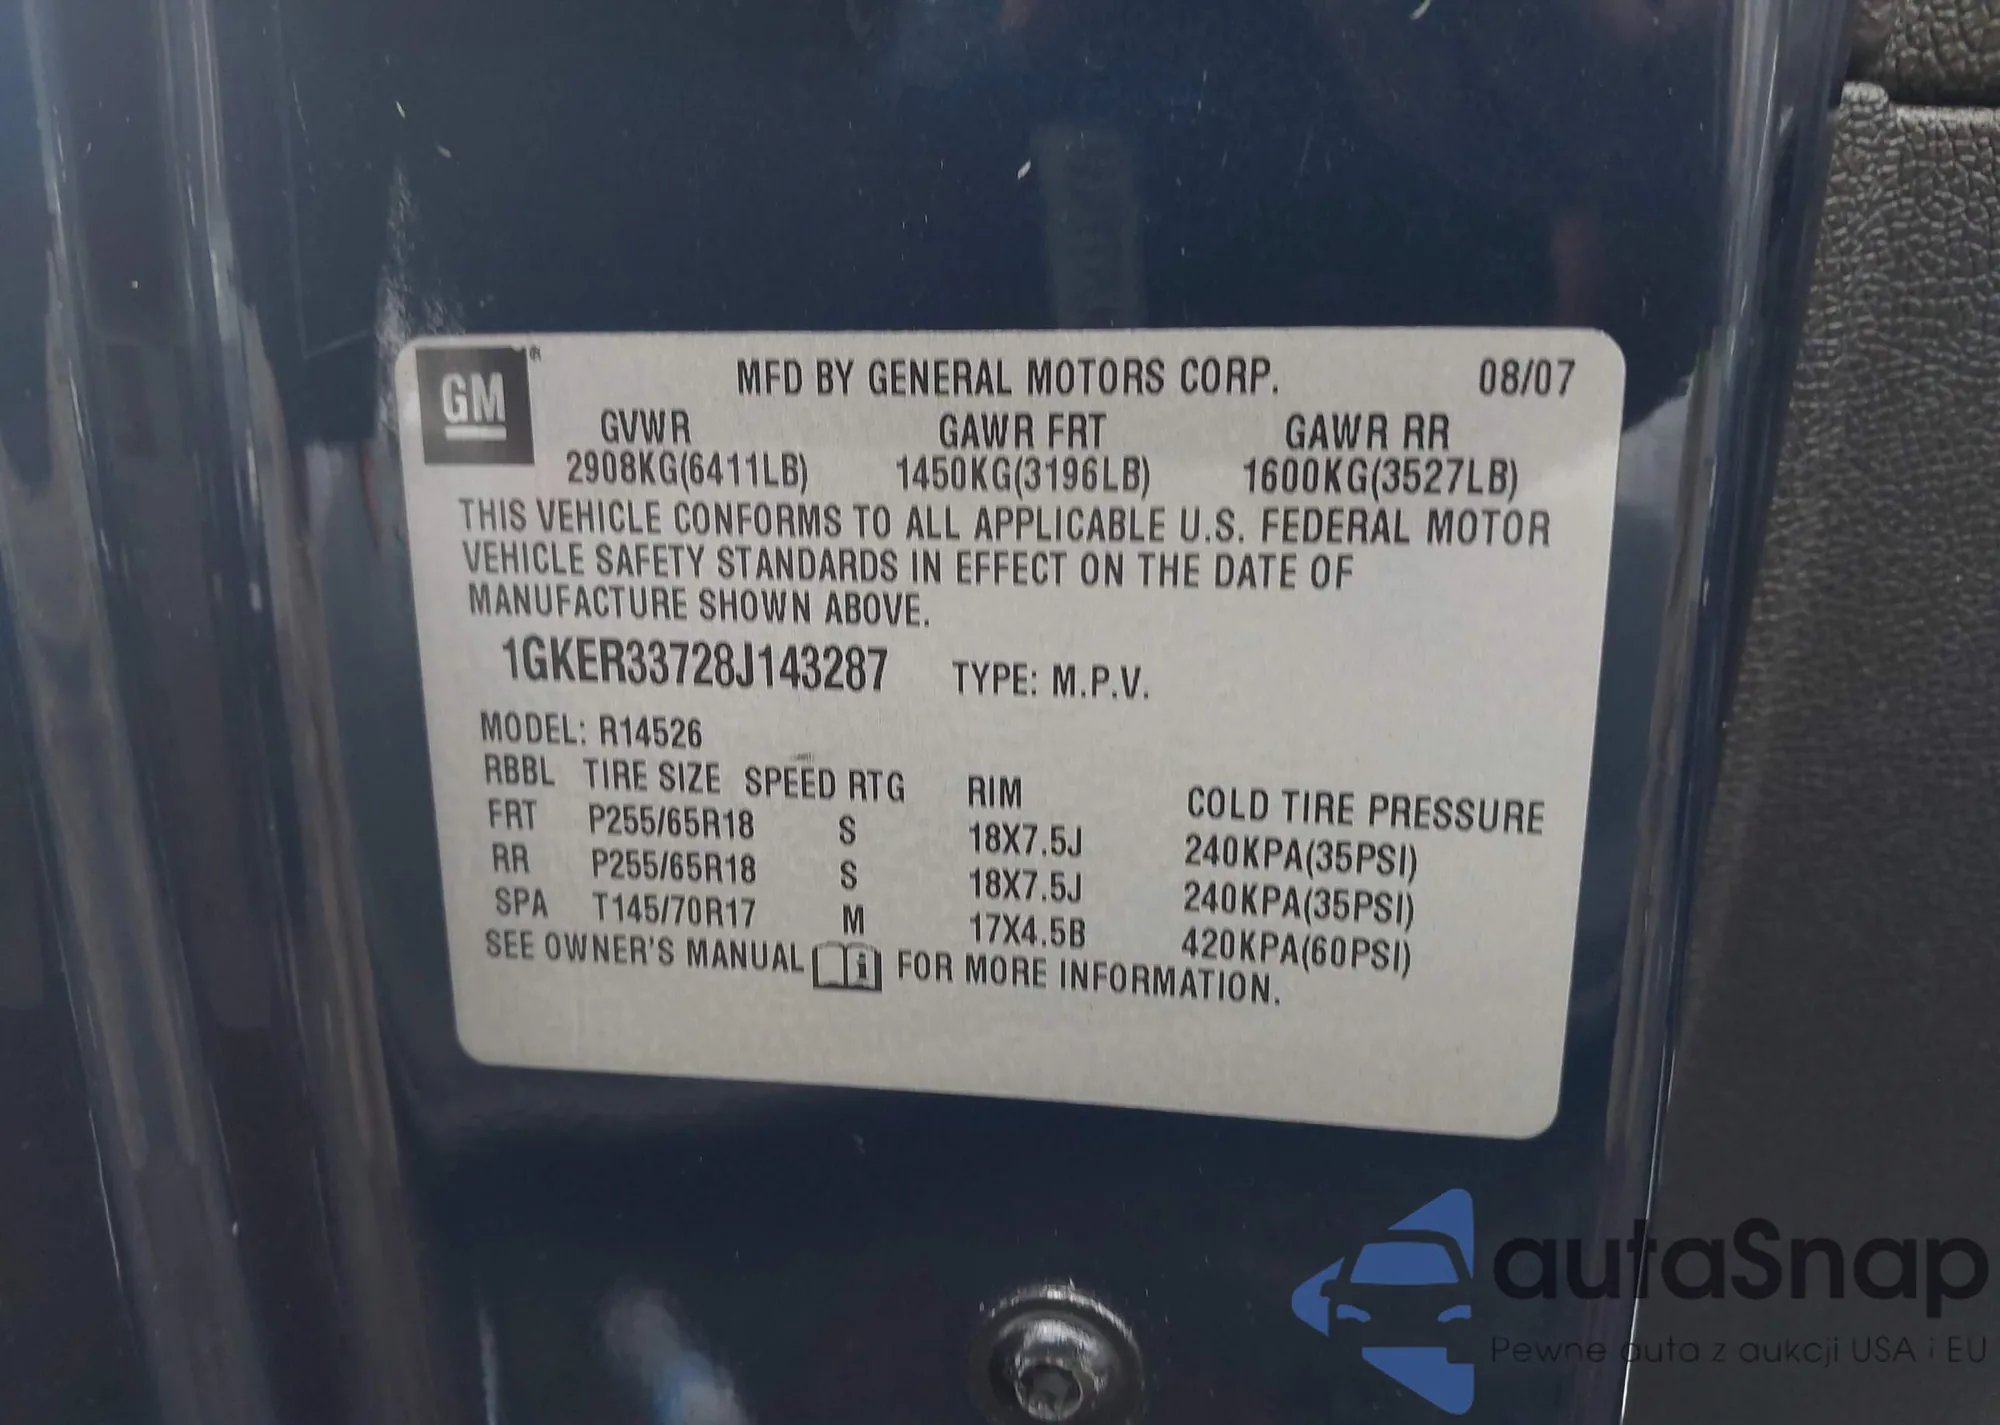 GM®
MFD BY GENERAL MOTORS CORP. 08/07
GVWR GAWR FRT GAWR RR
2908KG(6411LB) 1450KG(3196LB) 1600KG(3527LB)
THIS VEHICLE CONFORMS TO ALL APPLICABLE U.S. FEDERAL MOTOR
VEHICLE SAFETY STANDARDS IN EFFECT ON THE DATE OF
MANUFACTURE SHOWN ABOVE.
1GKER33728J143287 TYPE: M.P.V.
MODEL: R14526
RBBL TIRE SIZE SPEED RTG RIM COLD TIRE PRESSURE
FRT P255/65R18 S 18X7.5J 240KPA(35PSI)
RR P255/65R18 S 18X7.5J 240KPA(35PSI)
SPA T145/70R17 M 17X4.5B 420KPA(60PSI)
SEE OWNER'S MANUAL i FOR MORE INFORMATION.
autaSnap
Pewne auta z aukcji USA i EU